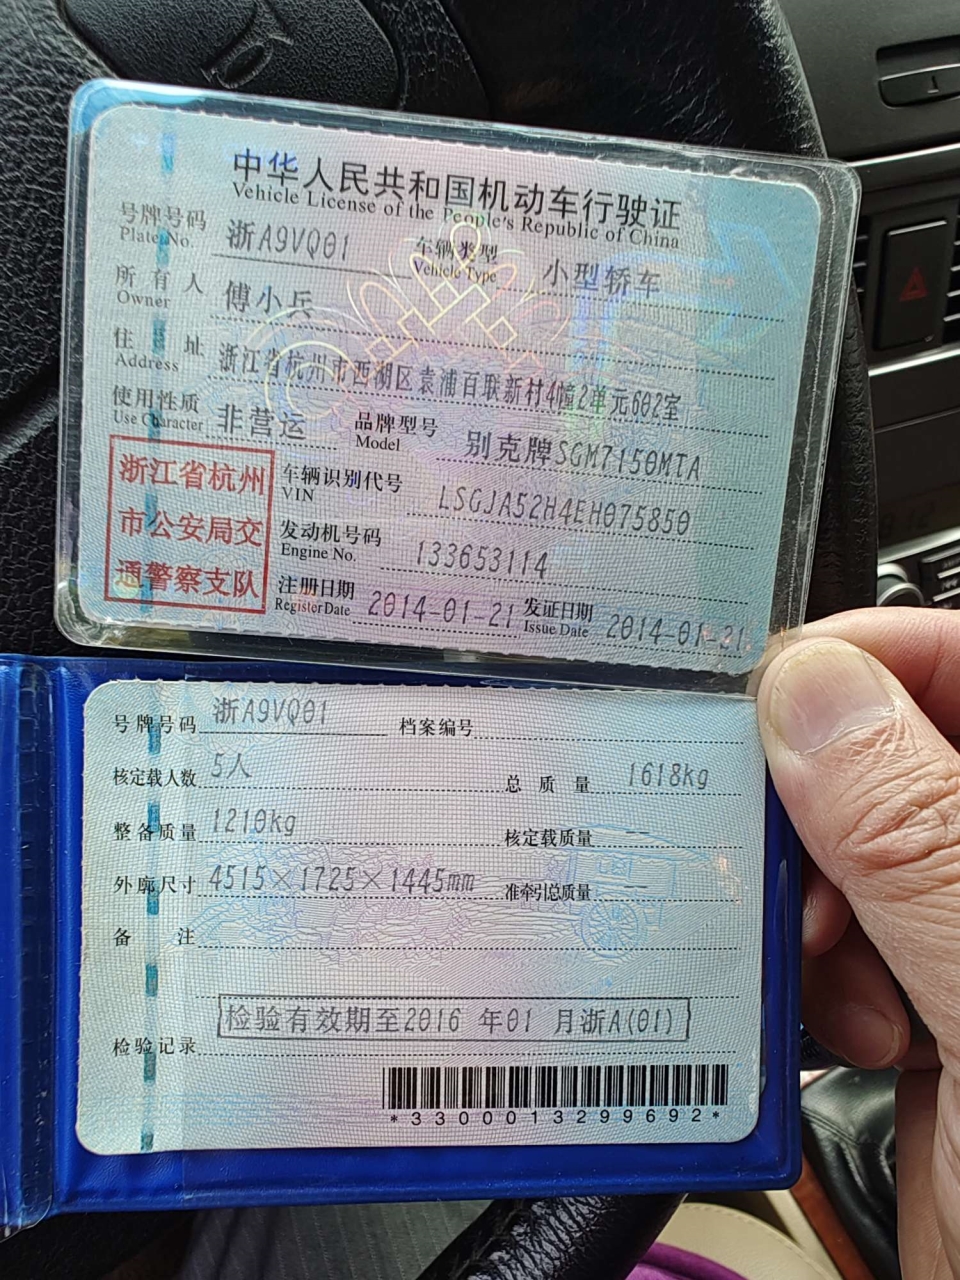 中华人民共和国机动车行驶证
Vehicle License of the People's Republic of China
号牌号码 浙A9VQ01 车辆类型 小型轿车
Plate No. Vehicle Type
所有人 傅小兵
Owner
住址 浙江省杭州市西湖区袁浦百联新村4幢2单元602室
Address
使用性质 非营运 品牌型号 别克牌SGM7150MTA
Use Character Model
浙江省杭州
市公安局交
通警察支队
车辆识别代号 LSGJA52H4EH075850
VIN
发动机号码 133653114
Engine No.
注册日期 2014-01-21 发证日期 2014-01-21
Register Date Issue Date
号牌号码 浙A9VQ01 档案编号
核定载人数 5人 总质量 1618kg
整备质量 1210kg 核定载质量 --
外廓尺寸 4515×1725×1445mm 准牵引总质量 --
备注
检验有效期至2016 年01 月浙A(01)
检验记录
*3300013299692*